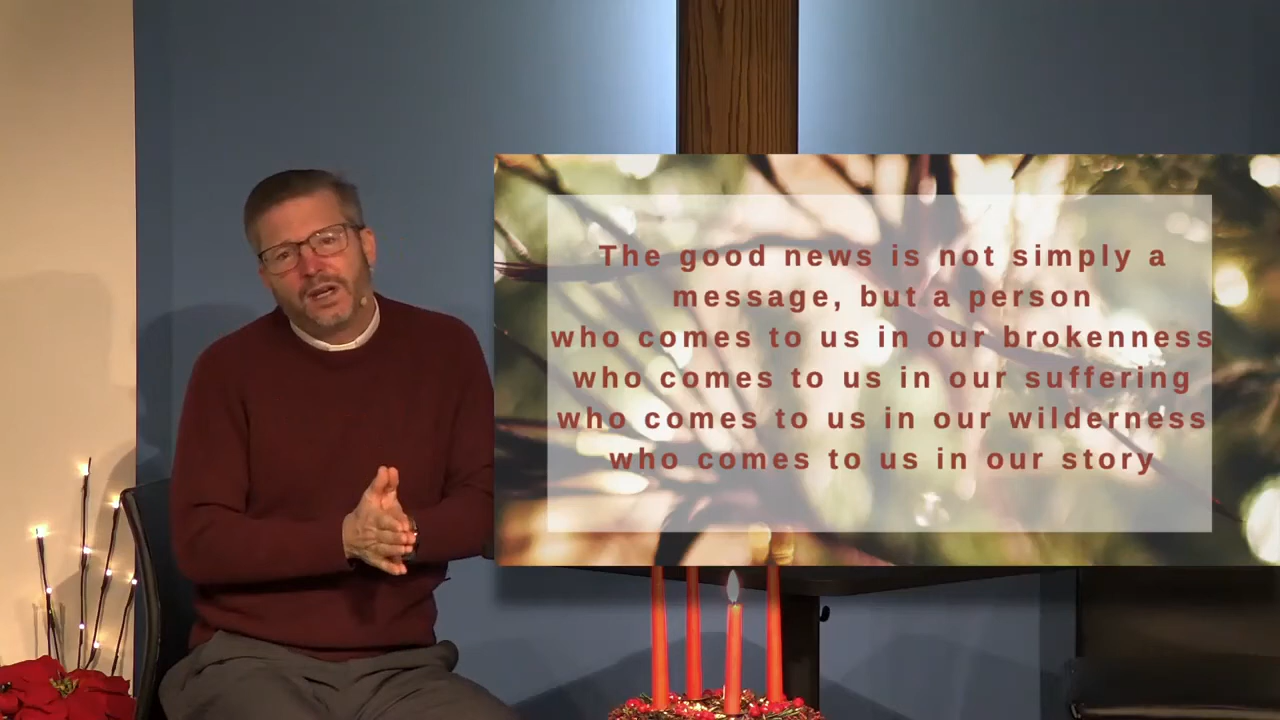 The good news is not simply a
message, but a person
who comes to us in our brokenness
who comes to us in our suffering
who comes to us in our wilderness
who comes to us in our story